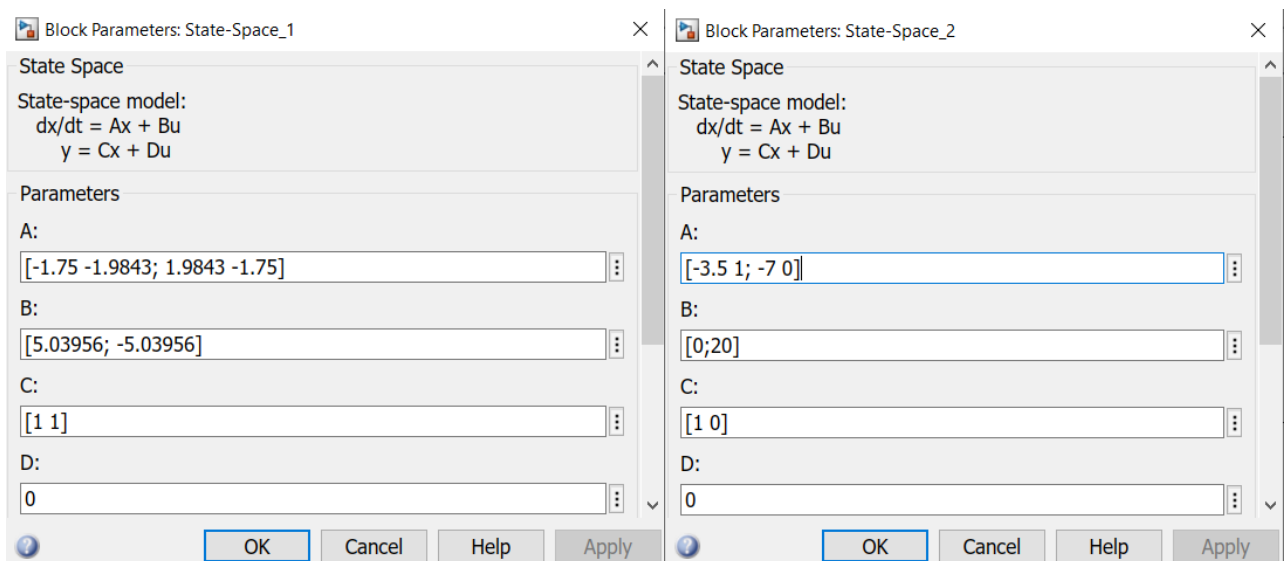 Block Parameters: State-Space_1
State Space
State-space model:
dx/dt = Ax + Bu
y = Cx + Du
Parameters
A:
[-1.75 -1.9843; 1.9843 -1.75]
B:
[5.03956; -5.03956]
C:
[1 1]
D:
0
OK Cancel Help Apply
Block Parameters: State-Space_2
State Space
State-space model:
dx/dt = Ax + Bu
y = Cx + Du
Parameters
A:
[-3.5 1; -7 0]
B:
[0;20]
C:
[1 0]
D:
0
OK Cancel Help Apply